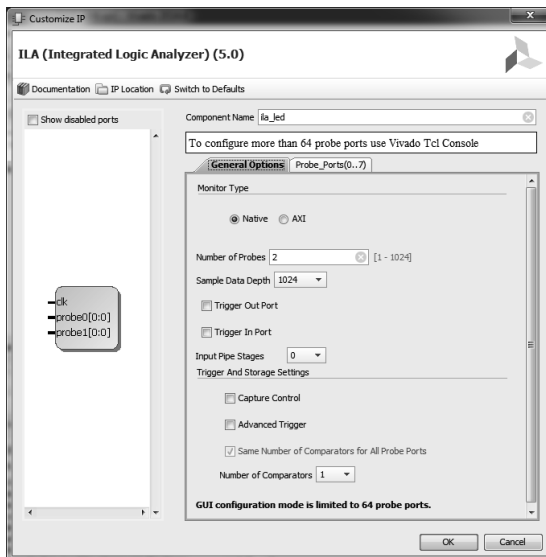 Customize IP
ILA (Integrated Logic Analyzer) (5.0)
Documentation IP Location Switch to Defaults
Show disabled ports
clk
probe0[0:0]
probe1[0:0]
Component Name ila_led
To configure more than 64 probe ports use Vivado Tcl Console
General Options Probe_Ports(0..7)
Monitor Type
Native AXI
Number of Probes 2 [1 - 1024]
Sample Data Depth 1024
Trigger Out Port
Trigger In Port
Input Pipe Stages 0
Trigger And Storage Settings
Capture Control
Advanced Trigger
Same Number of Comparators for All Probe Ports
Number of Comparators 1
GUI configuration mode is limited to 64 probe ports.
OK Cancel